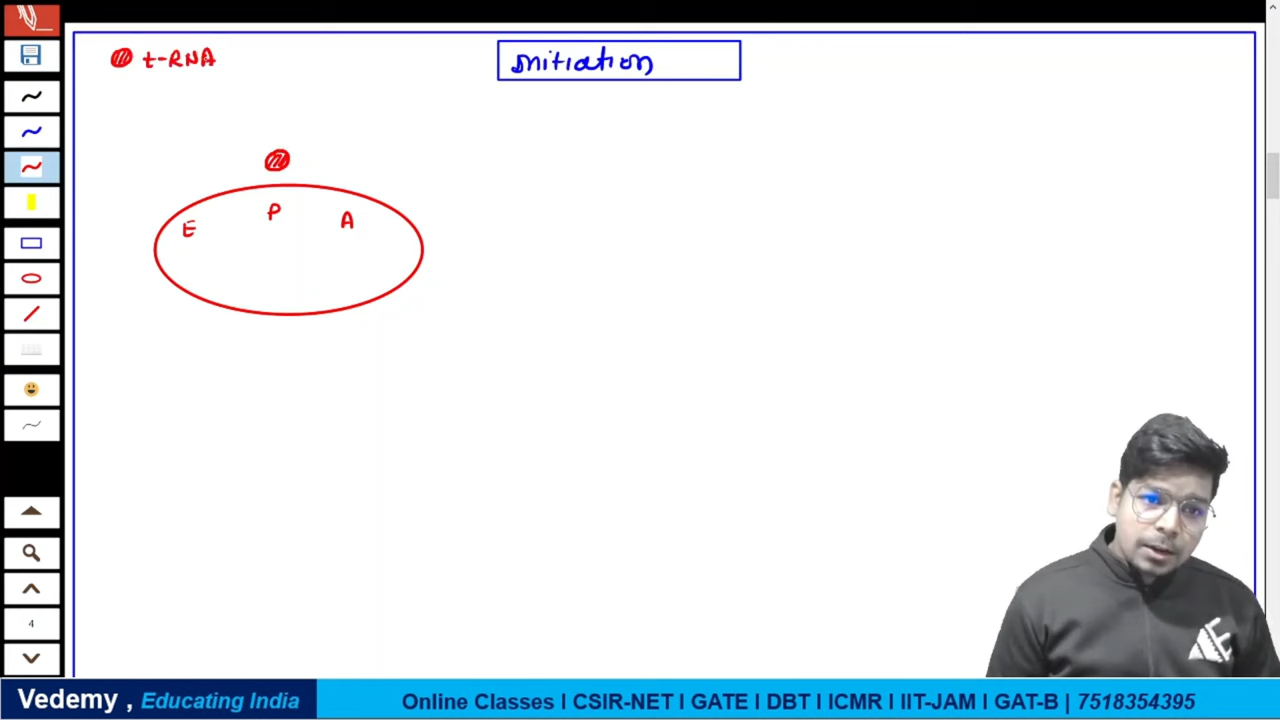 t-RNA
Initiation
E P A
4
Vedemy , Educating India
Online Classes I CSIR-NET I GATE I DBT I ICMR I IIT-JAM I GAT-B | 7518354395